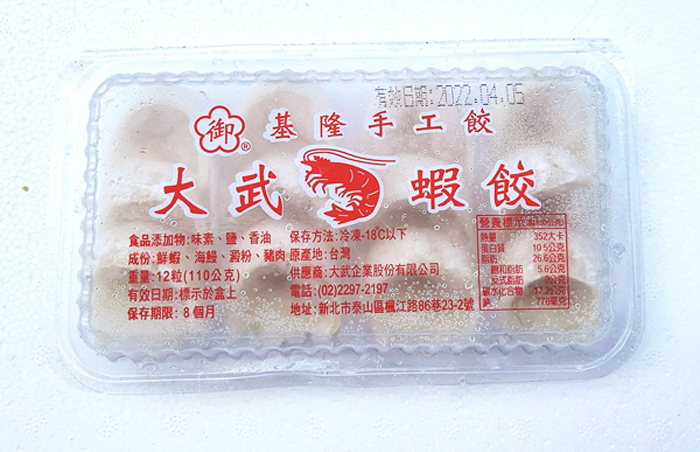 有效日期:2022.04.05
御® 基隆手工餃
大武 蝦餃
食品添加物:味素、鹽、香油
成份:鮮蝦、海鰻、澱粉、豬肉
重量:12粒(110公克)
有效日期:標示於盒上
保存期限: 8 個月
保存方法:冷凍-18℃以下
原產地:台灣
供應商:大武企業股份有限公司
電話:(02)2297-2197
地址:新北市泰山區楓江路86巷23-2號
營養標示
熱量 352大卡
蛋白質 10.5公克
脂肪 26.6公克
飽和脂肪 5.6公克
反式脂肪 0公克
碳水化合物 17.2公克
鈉 778毫克